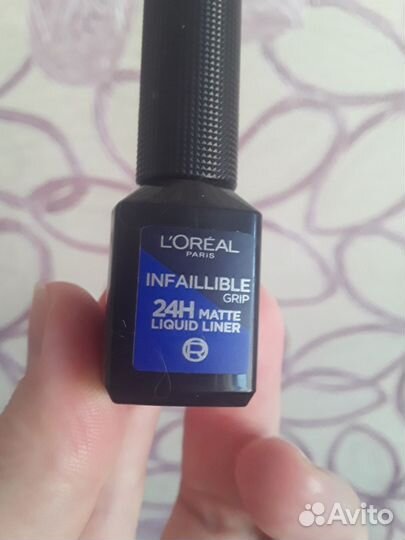 L'ORÉAL
PARIS
INFAILLIBLE
GRIP
24H MATTE
LIQUID LINER
R
Avito